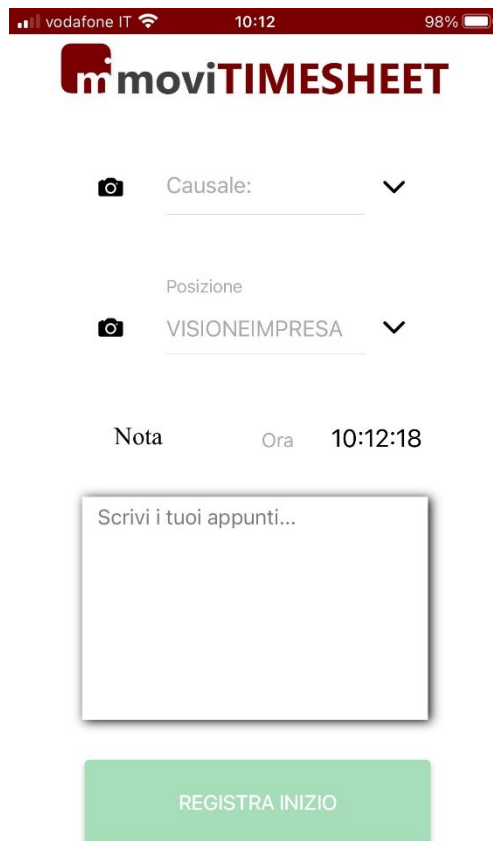 vodafone IT 10:12 98%
m moviTIMESHEET
Causale:
Posizione
VISIONEIMPRESA
Nota Ora 10:12:18
Scrivi i tuoi appunti...
REGISTRA INIZIO